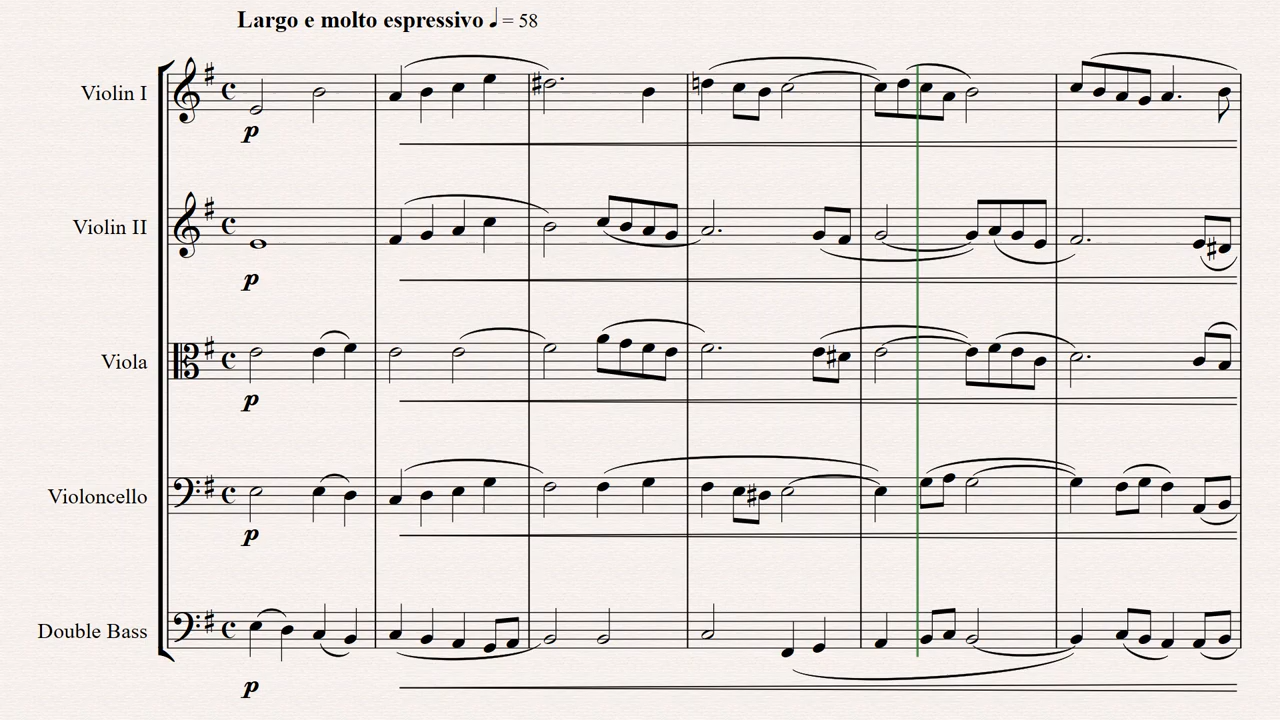 Largo e molto espressivo ♩ = 58
Violin I
p
Violin II
p
Viola
p
Violoncello
p
Double Bass
p